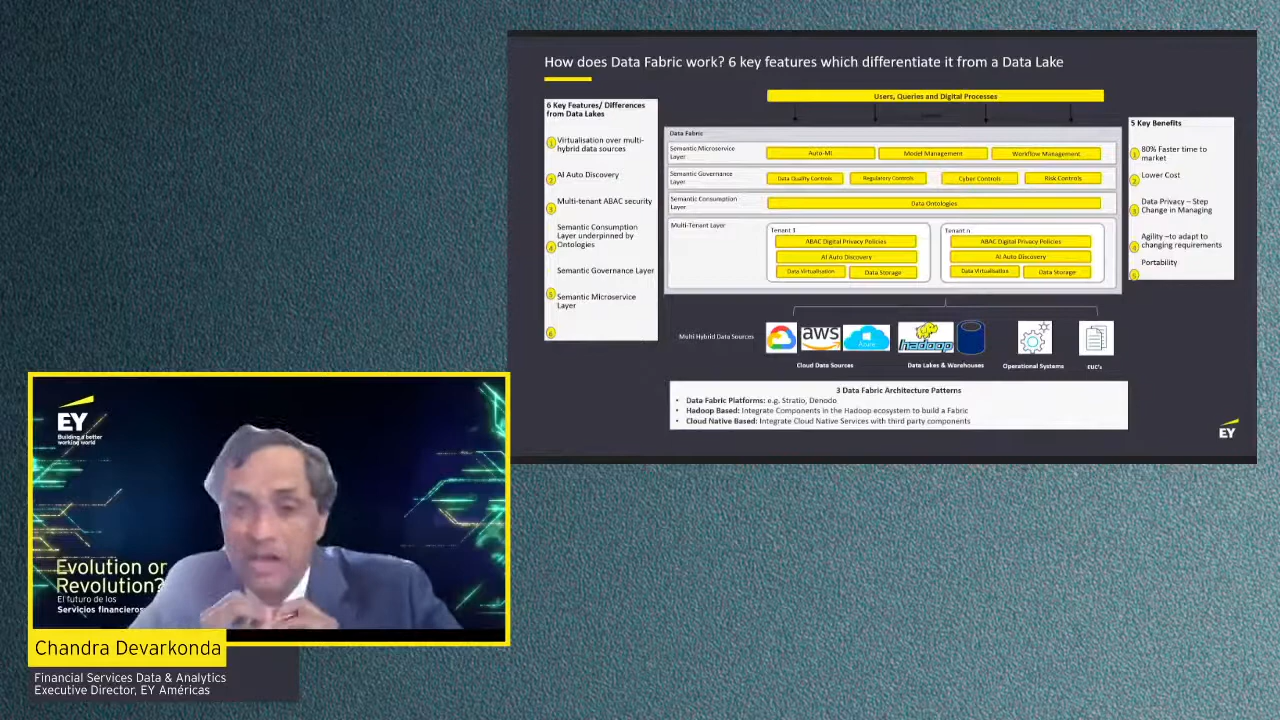 How does Data Fabric work? 6 key features which differentiate it from a Data Lake
6 Key Features/ Differences
from Data Lakes
1 Virtualisation over multi-
hybrid data sources
AI Auto Discovery
2
Multi-tenant ABAC security
3
Semantic Consumption
Layer underpinned by
4 Ontologies
Semantic Governance Layer
5 Semantic Microservice
Layer
6
Users, Queries and Digital Processes
Data Fabric
Semantic Microservice
Layer
Auto-ML
Model Management
Workflow Management
Semantic Governance
Layer
Data Quality Controls
Regulatory Controls
Cyber Controls
Risk Controls
Semantic Consumption
Layer
Data Ontologies
Multi-Tenant Layer
Tenant 1
ABAC Digital Privacy Policies
AI Auto Discovery
Data Virtualisation
Data Storage
Tenant n
ABAC Digital Privacy Policies
AI Auto Discovery
Data Virtualisation
Data Storage
5 Key Benefits
1 80% Faster time to
market
2 Lower Cost
3 Data Privacy – Step
Change in Managing
Agility –to adapt to
4 changing requirements
Portability
Multi Hybrid Data Sources
aws
Azure
hadoop
Cloud Data Sources
Data Lakes & Warehouses
Operational Systems
EUC's
3 Data Fabric Architecture Patterns
• Data Fabric Platforms: e.g. Stratio, Denodo
• Hadoop Based: Integrate Components in the Hadoop ecosystem to build a Fabric
• Cloud Native Based: Integrate Cloud Native Services with third party components
EY
EY
Building a better
working world
Evolution or
Revolution?
El futuro de los
Servicios financieros
Chandra Devarkonda
Financial Services Data & Analytics
Executive Director, EY Américas